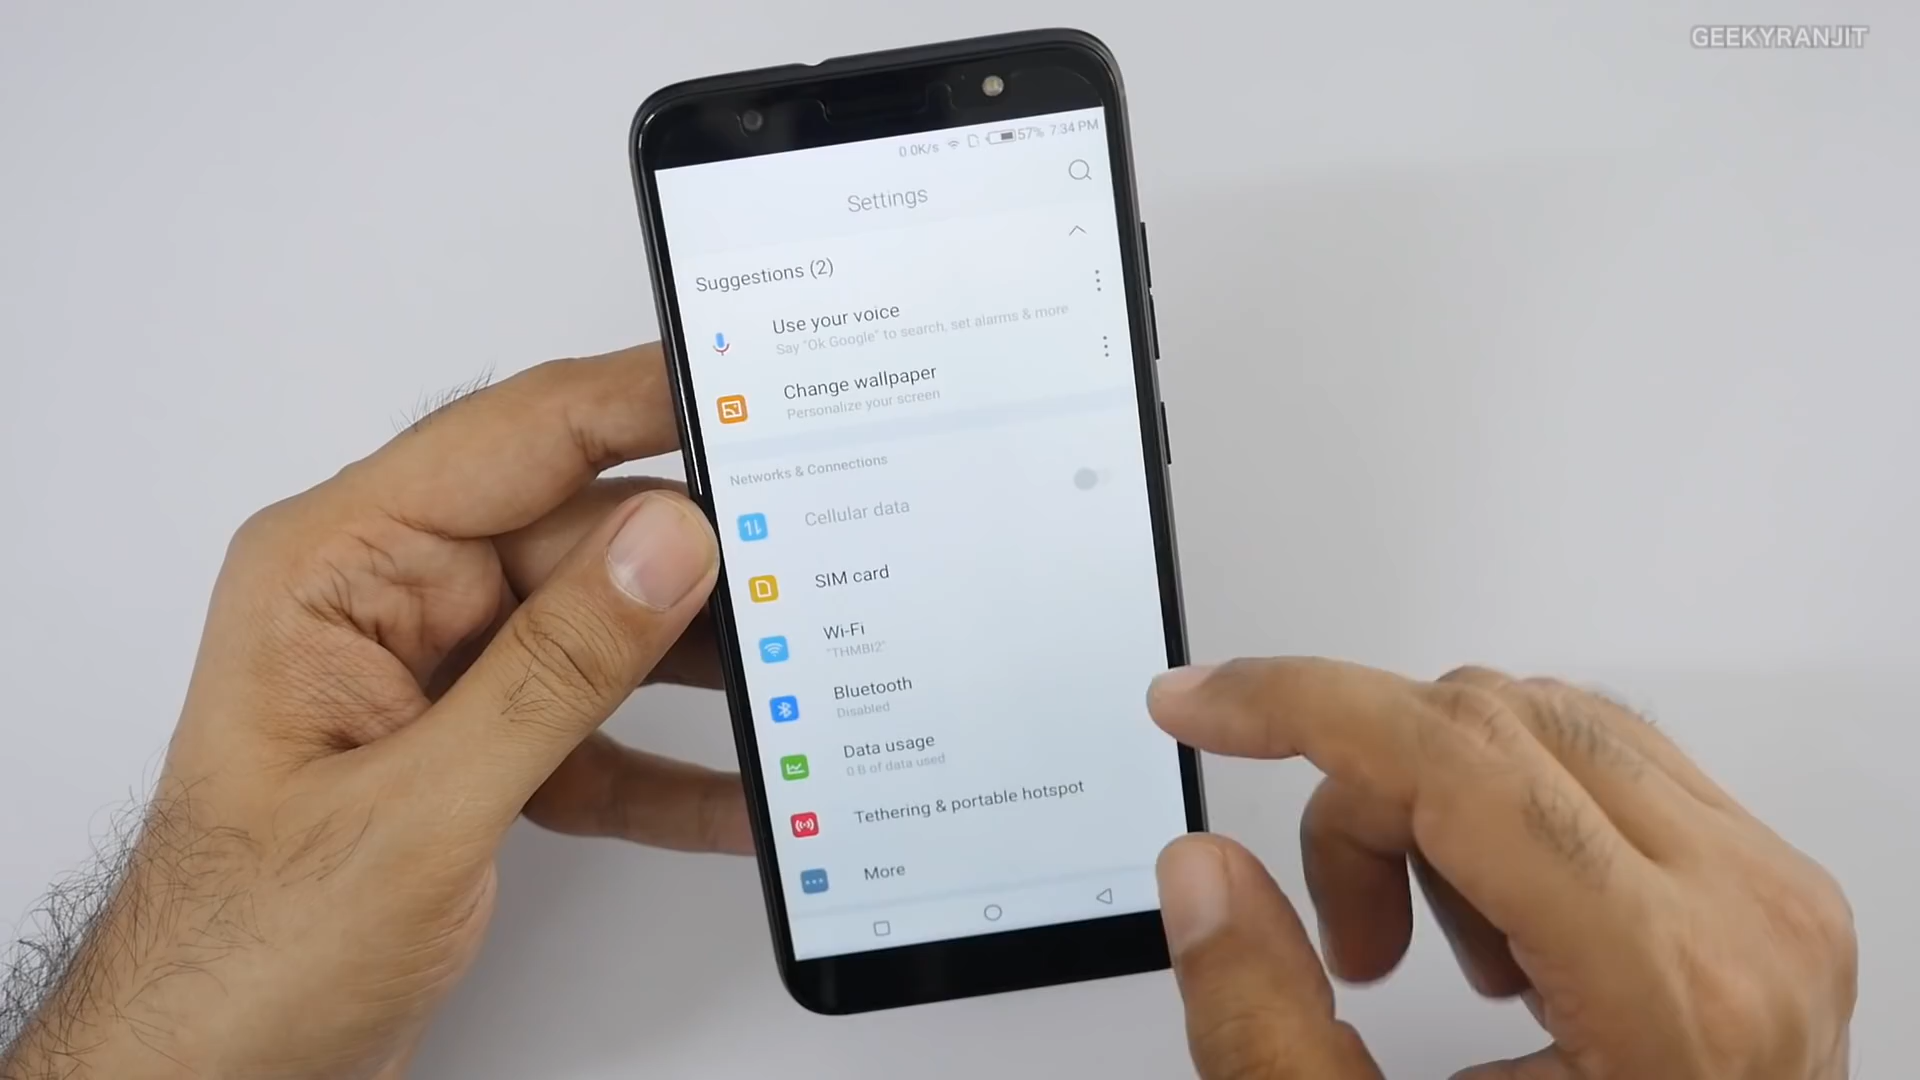 GEEKYRANJIT
0.0K/s 57% 7:34 PM
Settings
Suggestions (2)
Use your voice
Say "Ok Google" to search, set alarms & more
Change wallpaper
Personalize your screen
Networks & Connections
Cellular data
SIM card
Wi-Fi
"THMBI2"
Bluetooth
Disabled
Data usage
0 B of data used
Tethering & portable hotspot
More